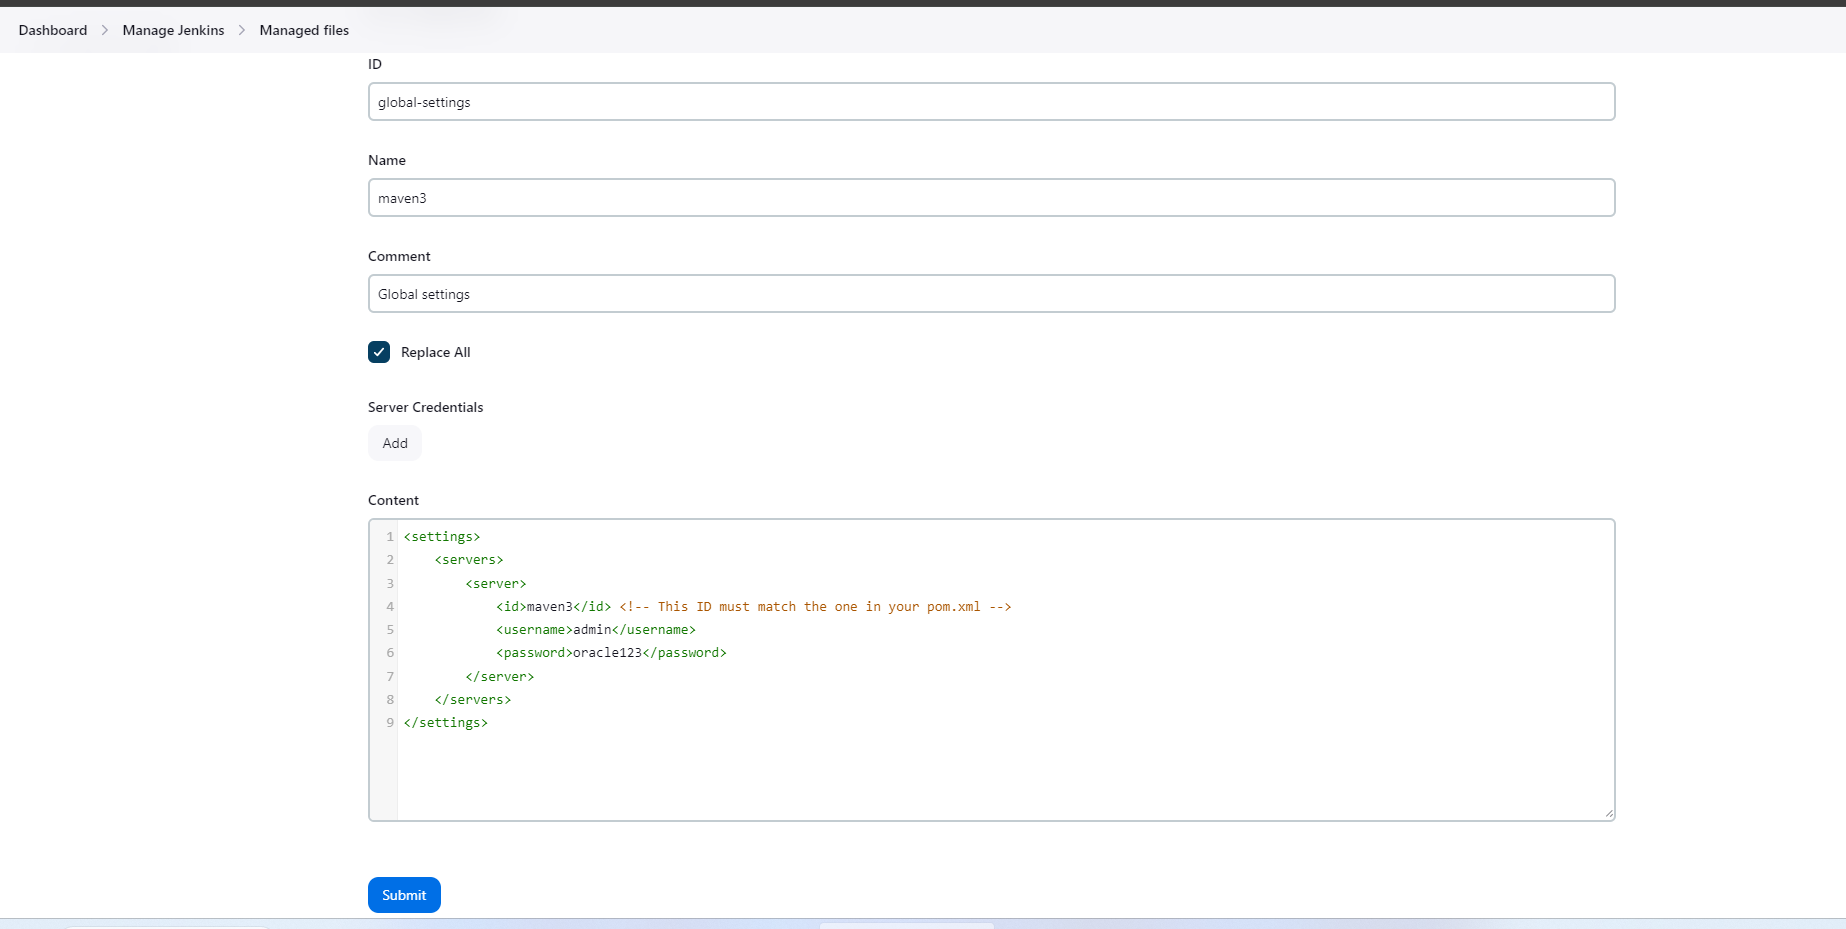 Dashboard > Manage Jenkins > Managed files
ID
global-settings
Name
maven3
Comment
Global settings
Replace All
Server Credentials
Add
Content
1 <settings>
2     <servers>
3         <server>
4             <id>maven3</id> <!-- This ID must match the one in your pom.xml -->
5             <username>admin</username>
6             <password>oracle123</password>
7         </server>
8     </servers>
9 </settings>
Submit